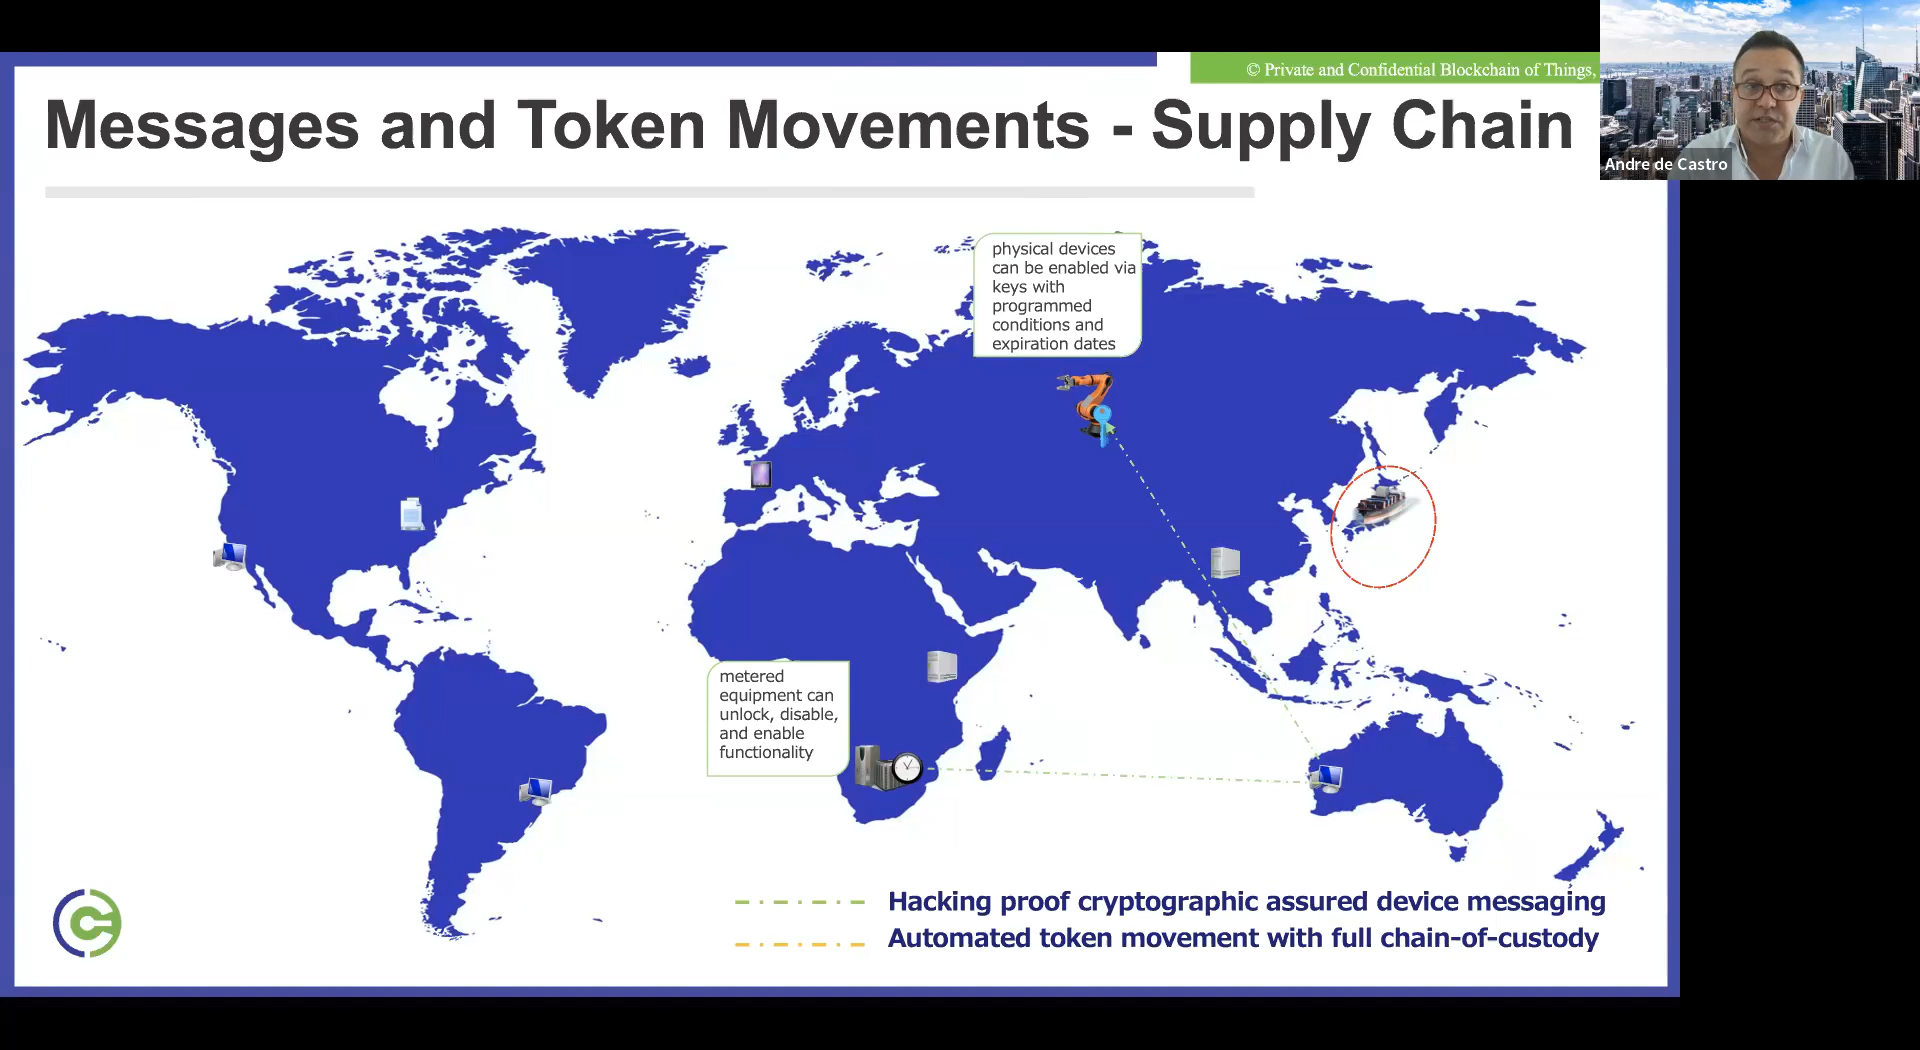 © Private and Confidential Blockchain of Things,
Messages and Token Movements - Supply Chain
Andre de Castro
physical devices
can be enabled via
keys with
programmed
conditions and
expiration dates
metered
equipment can
unlock, disable,
and enable
functionality
Hacking proof cryptographic assured device messaging
Automated token movement with full chain-of-custody